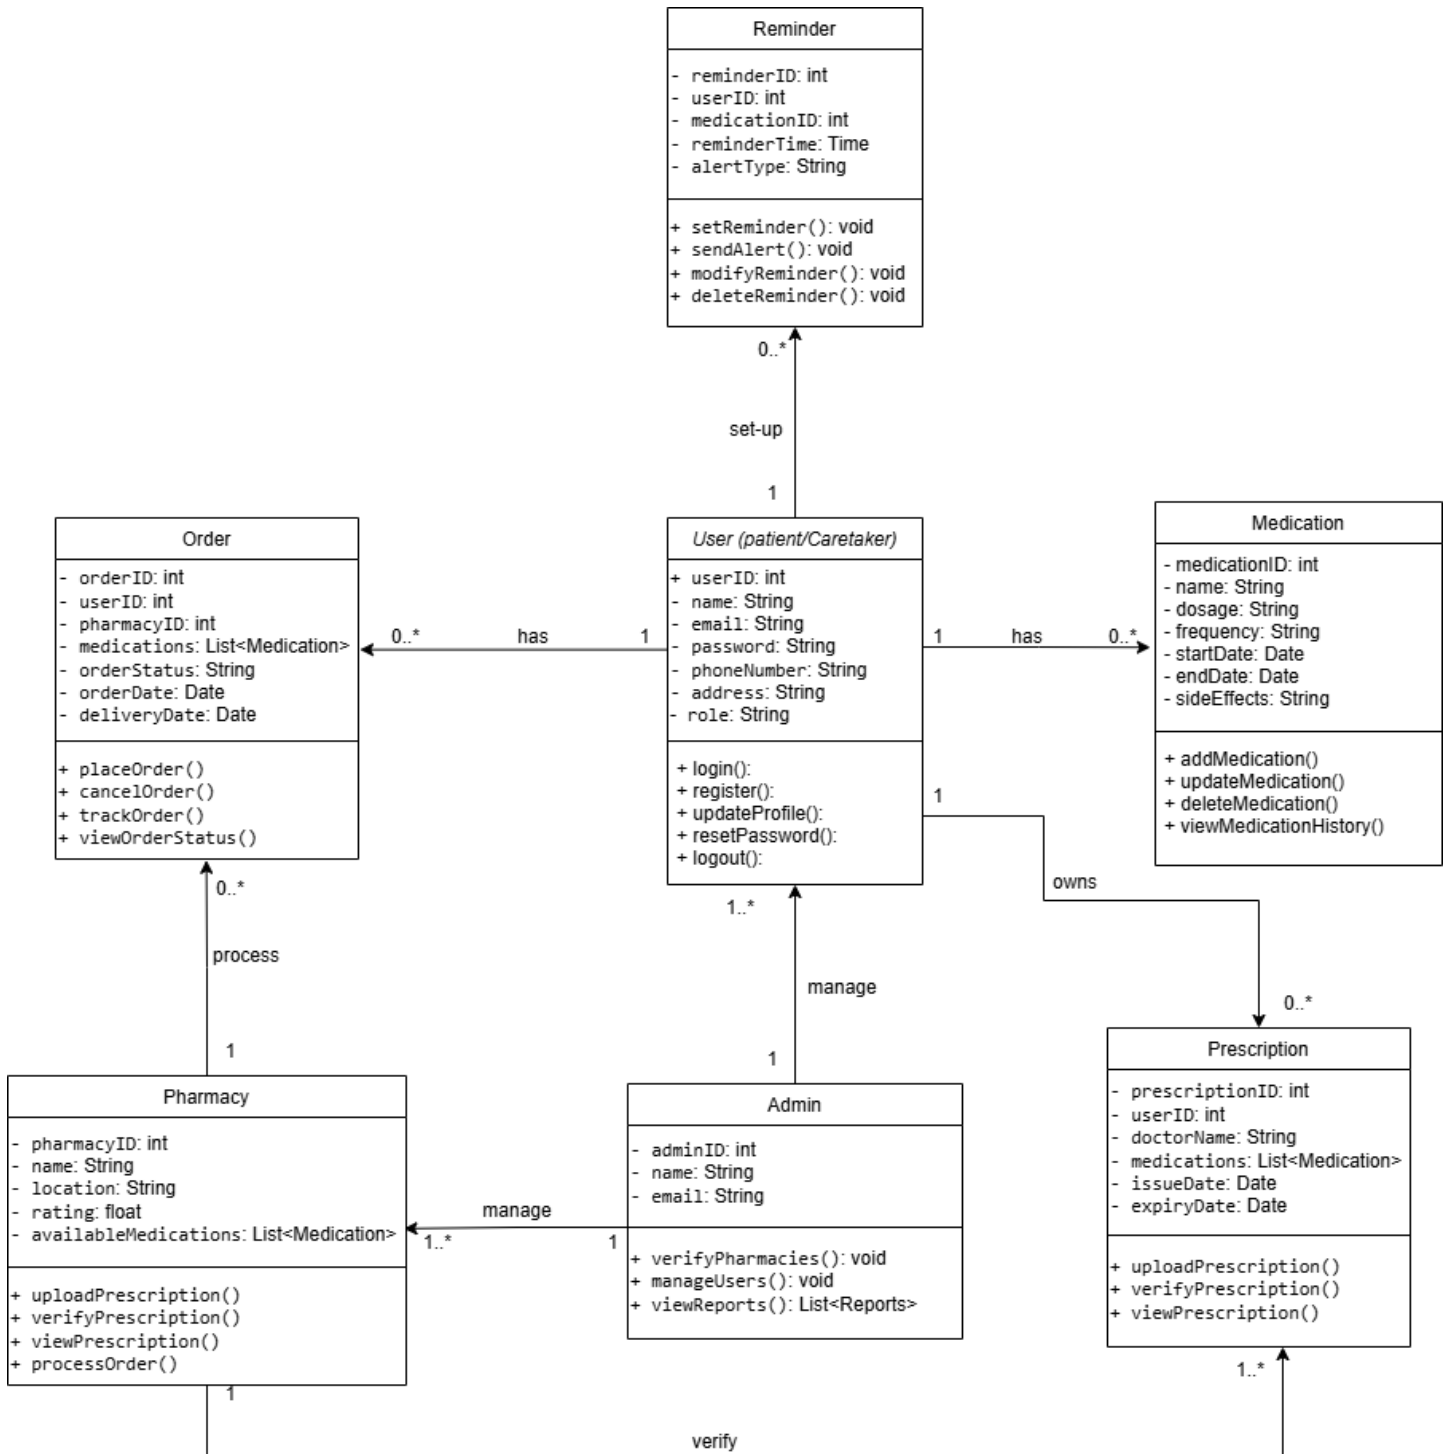 Reminder
- reminderID: int
- userID: int
- medicationID: int
- reminderTime: Time
- alertType: String
+ setReminder(): void
+ sendAlert(): void
+ modifyReminder(): void
+ deleteReminder(): void
0..*
set-up
1
Order
- orderID: int
- userID: int
- pharmacyID: int
- medications: List<Medication>
- orderStatus: String
- orderDate: Date
- deliveryDate: Date
+ placeOrder()
+ cancelOrder()
+ trackOrder()
+ viewOrderStatus()
0..* has 1
User (patient/Caretaker)
+ userID: int
- name: String
- email: String
- password: String
- phoneNumber: String
- address: String
- role: String
+ login():
+ register():
+ updateProfile():
+ resetPassword():
+ logout():
1 has 0..*
Medication
- medicationID: int
- name: String
- dosage: String
- frequency: String
- startDate: Date
- endDate: Date
- sideEffects: String
+ addMedication()
+ updateMedication()
+ deleteMedication()
+ viewMedicationHistory()
1
owns
0..*
0..*
process
1
1..*
manage
1
Pharmacy
- pharmacyID: int
- name: String
- location: String
- rating: float
- availableMedications: List<Medication>
+ uploadPrescription()
+ verifyPrescription()
+ viewPrescription()
+ processOrder()
manage
1..* 1
Admin
- adminID: int
- name: String
- email: String
+ verifyPharmacies(): void
+ manageUsers(): void
+ viewReports(): List<Reports>
Prescription
- prescriptionID: int
- userID: int
- doctorName: String
- medications: List<Medication>
- issueDate: Date
- expiryDate: Date
+ uploadPrescription()
+ verifyPrescription()
+ viewPrescription()
1
verify
1..*